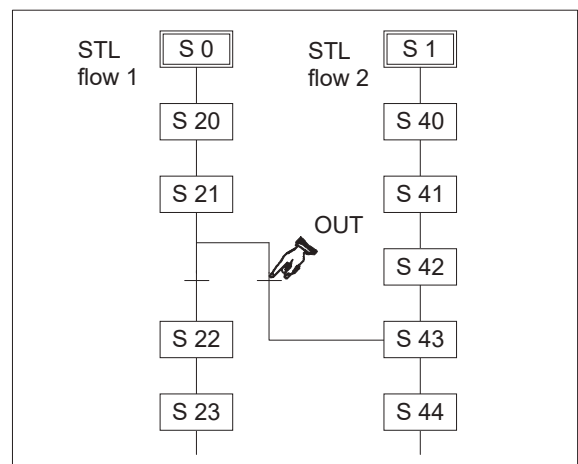 STL
flow 1
S 0
STL
flow 2
S 1
S 20
S 40
S 21
S 41
OUT
S 42
S 22
S 43
S 23
S 44